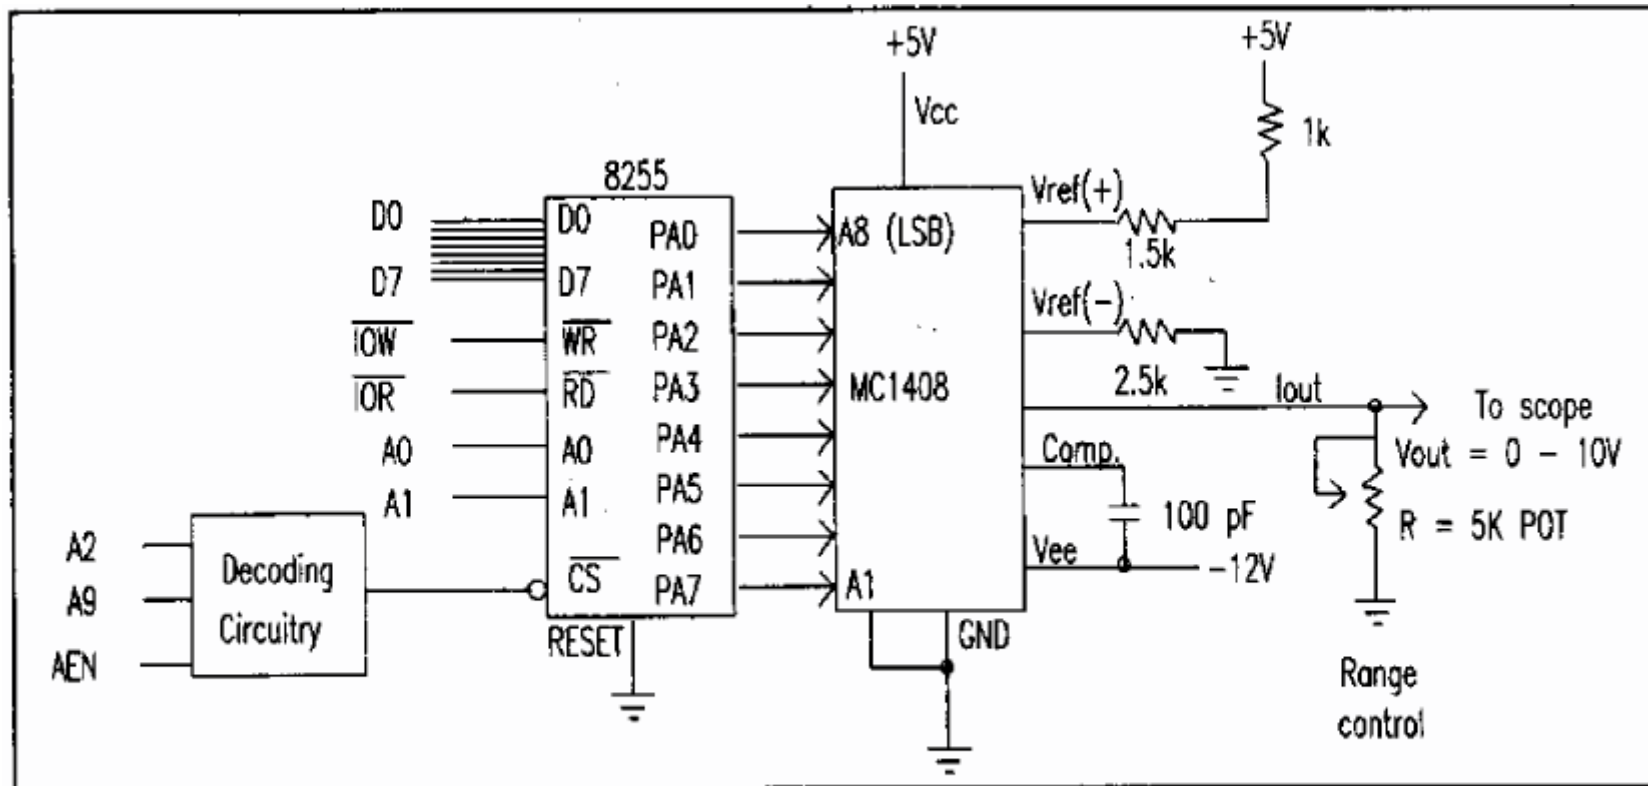 +5V
+5V
Vcc
1k
8255
Vref(+)
D0
D0
PA0
A8 (LSB)
1.5k
D7
D7
PA1
Vref(-)
IOW
WR
PA2
2.5k
IOR
RD
PA3
MC1408
Iout
To scope
A0
A0
PA4
Comp.
Vout = 0 - 10V
A1
A1
PA5
100 pF
R = 5K POT
A2
Decoding
Circuitry
PA6
Vee
-12V
A9
CS
PA7
A1
AEN
RESET
GND
Range
control